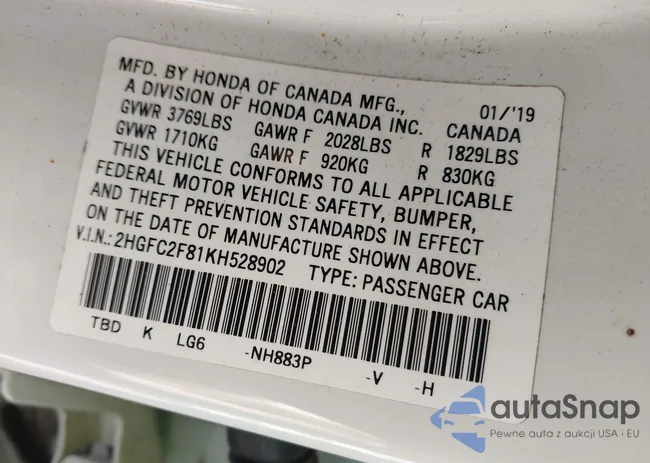 MFD. BY HONDA OF CANADA MFG.,
A DIVISION OF HONDA CANADA INC. 01/'19
GVWR 3769LBS GAWR F 2028LBS CANADA
GVWR 1710KG GAWR F 920KG R 1829LBS
R 830KG
THIS VEHICLE CONFORMS TO ALL APPLICABLE
FEDERAL MOTOR VEHICLE SAFETY, BUMPER,
AND THEFT PREVENTION STANDARDS IN EFFECT
ON THE DATE OF MANUFACTURE SHOWN ABOVE.
V.I.N.: 2HGFC2F81KH528902 TYPE: PASSENGER CAR
TBD K LG6 -NH883P -V -H
autaSnap
Pewne auta z aukcji USA i EU